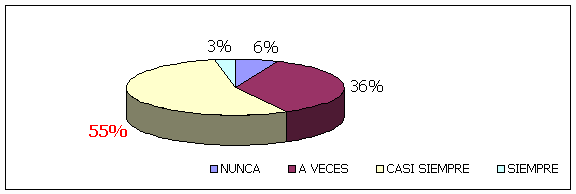 3% 6%
36%
55%
NUNCA A VECES CASI SIEMPRE SIEMPRE